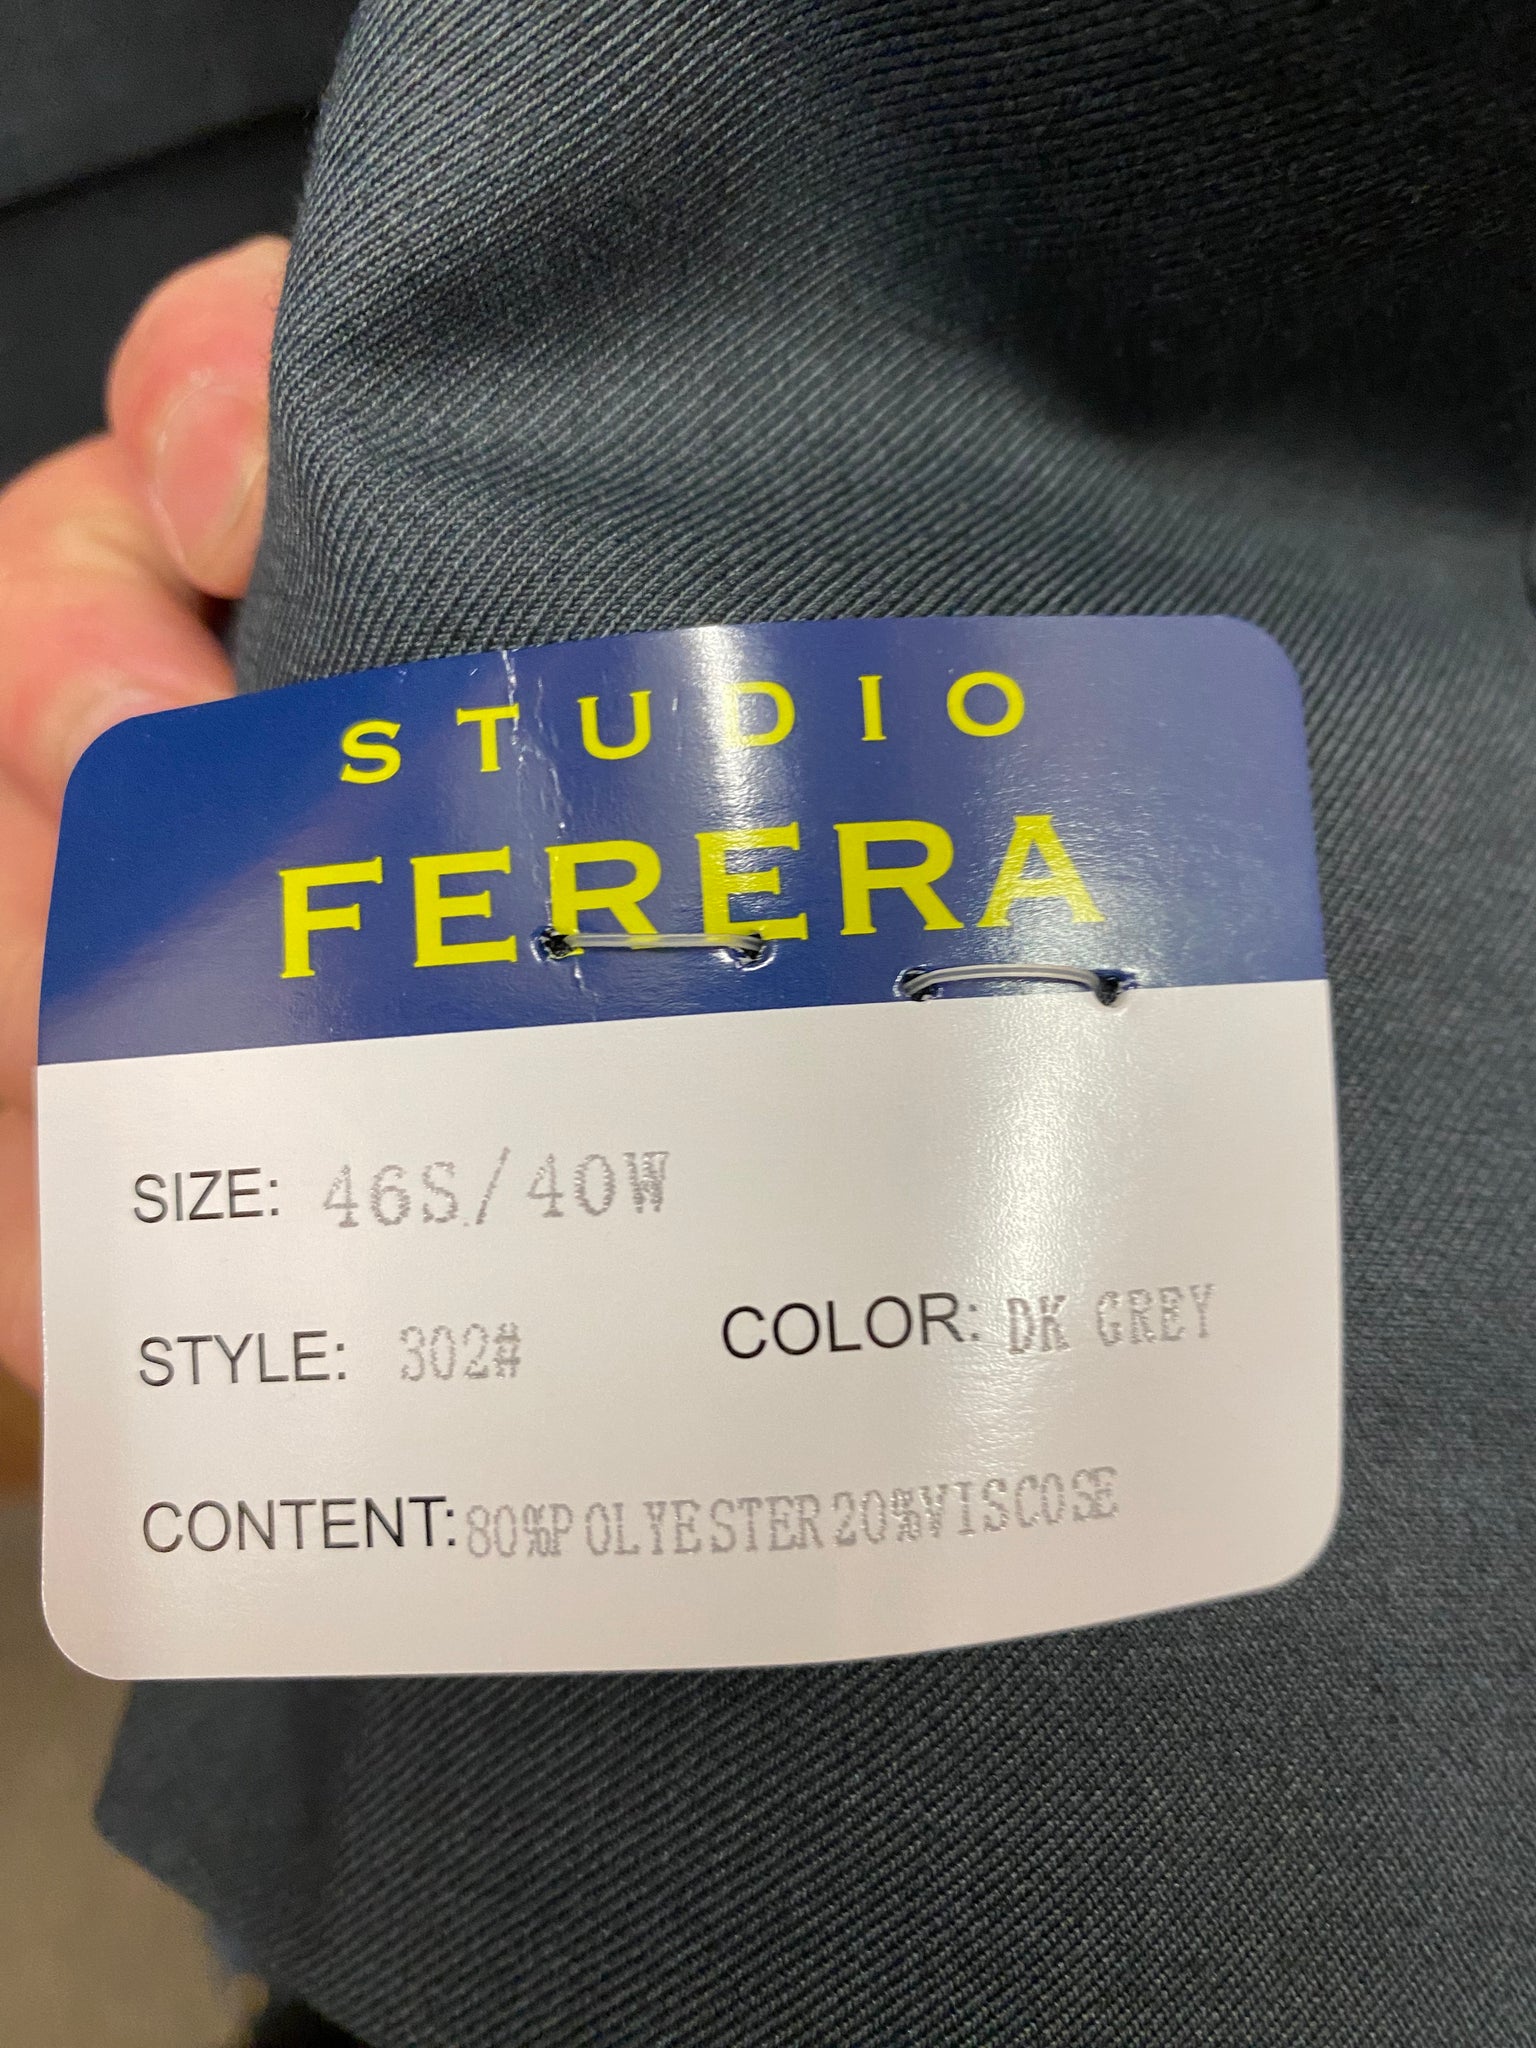 STUDIO
FERERA
SIZE: 46S/40W
STYLE: 302#
COLOR: DK GREY
CONTENT:80%POLYESTER20%VISCOSE